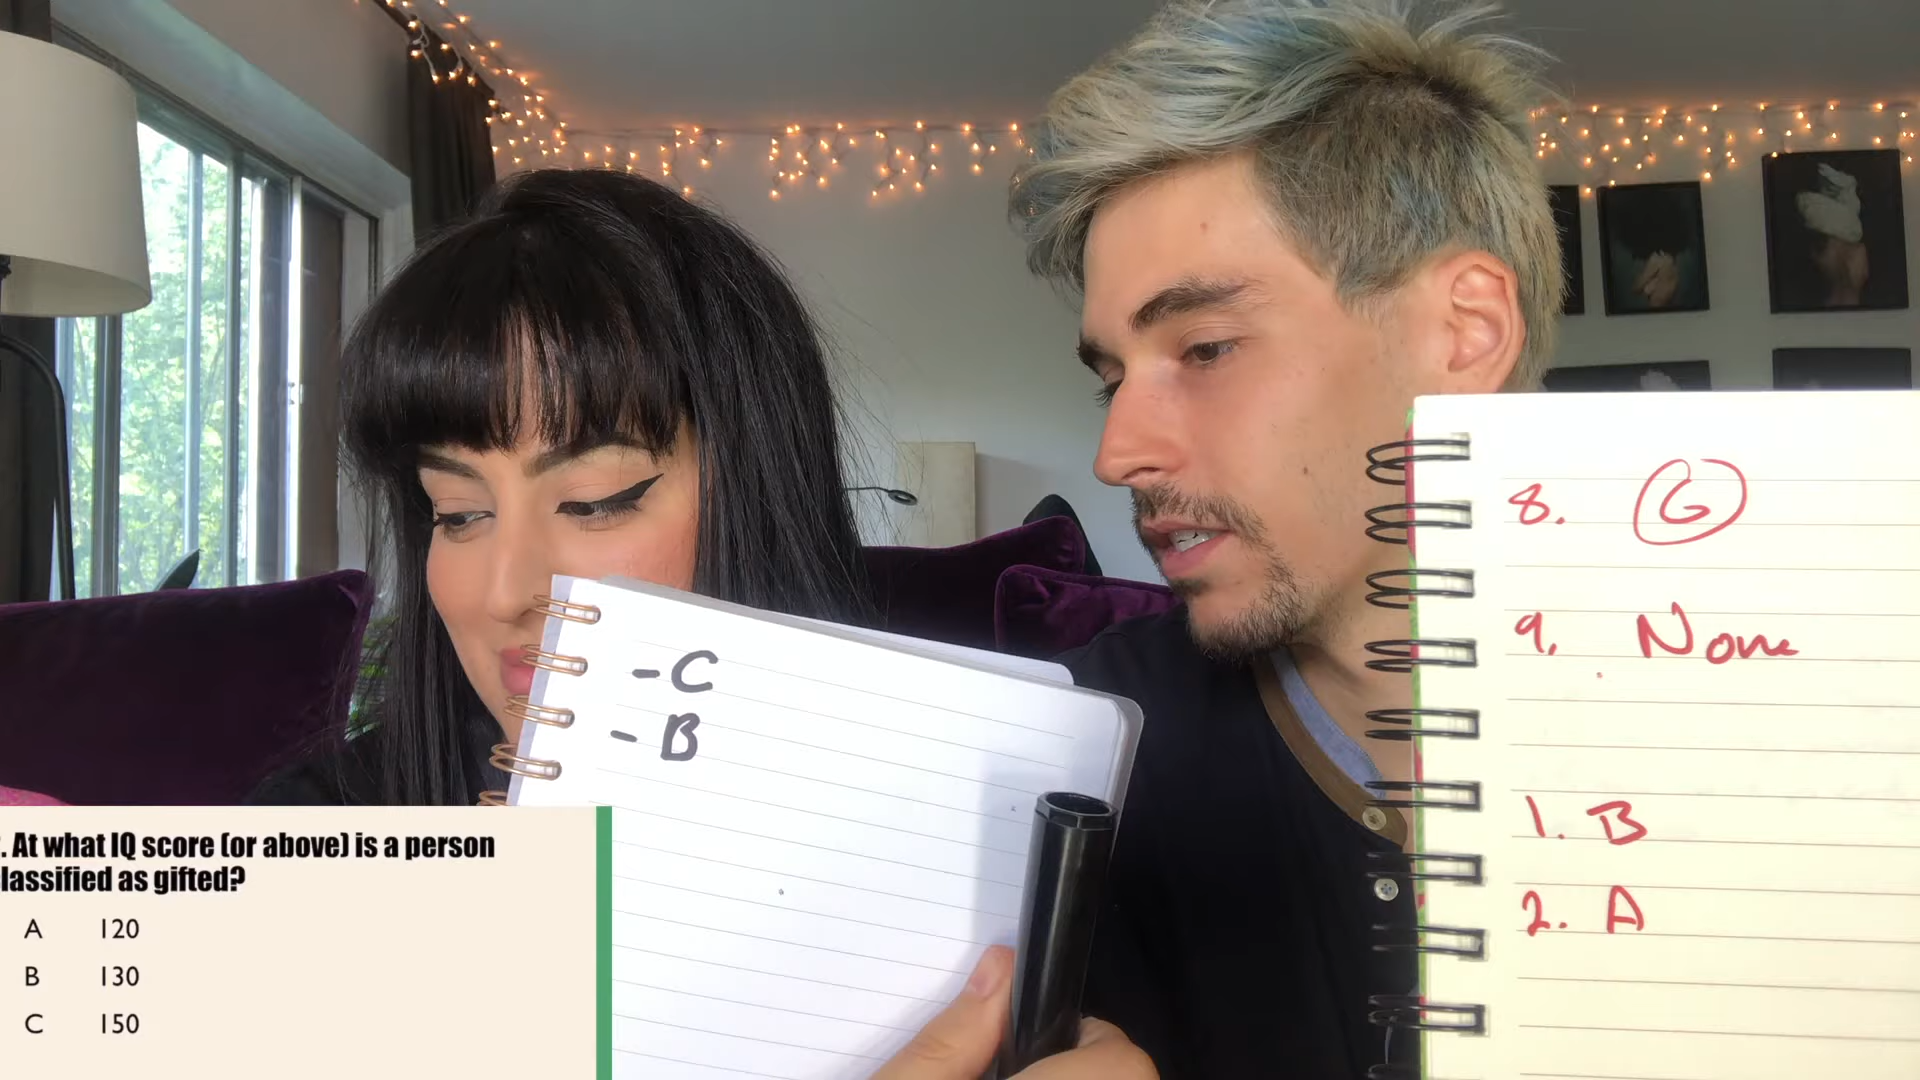 - C
- B
8. G
9. None
1. B
2. A
. At what IQ score (or above) is a person
lassified as gifted?
A 120
B 130
C 150